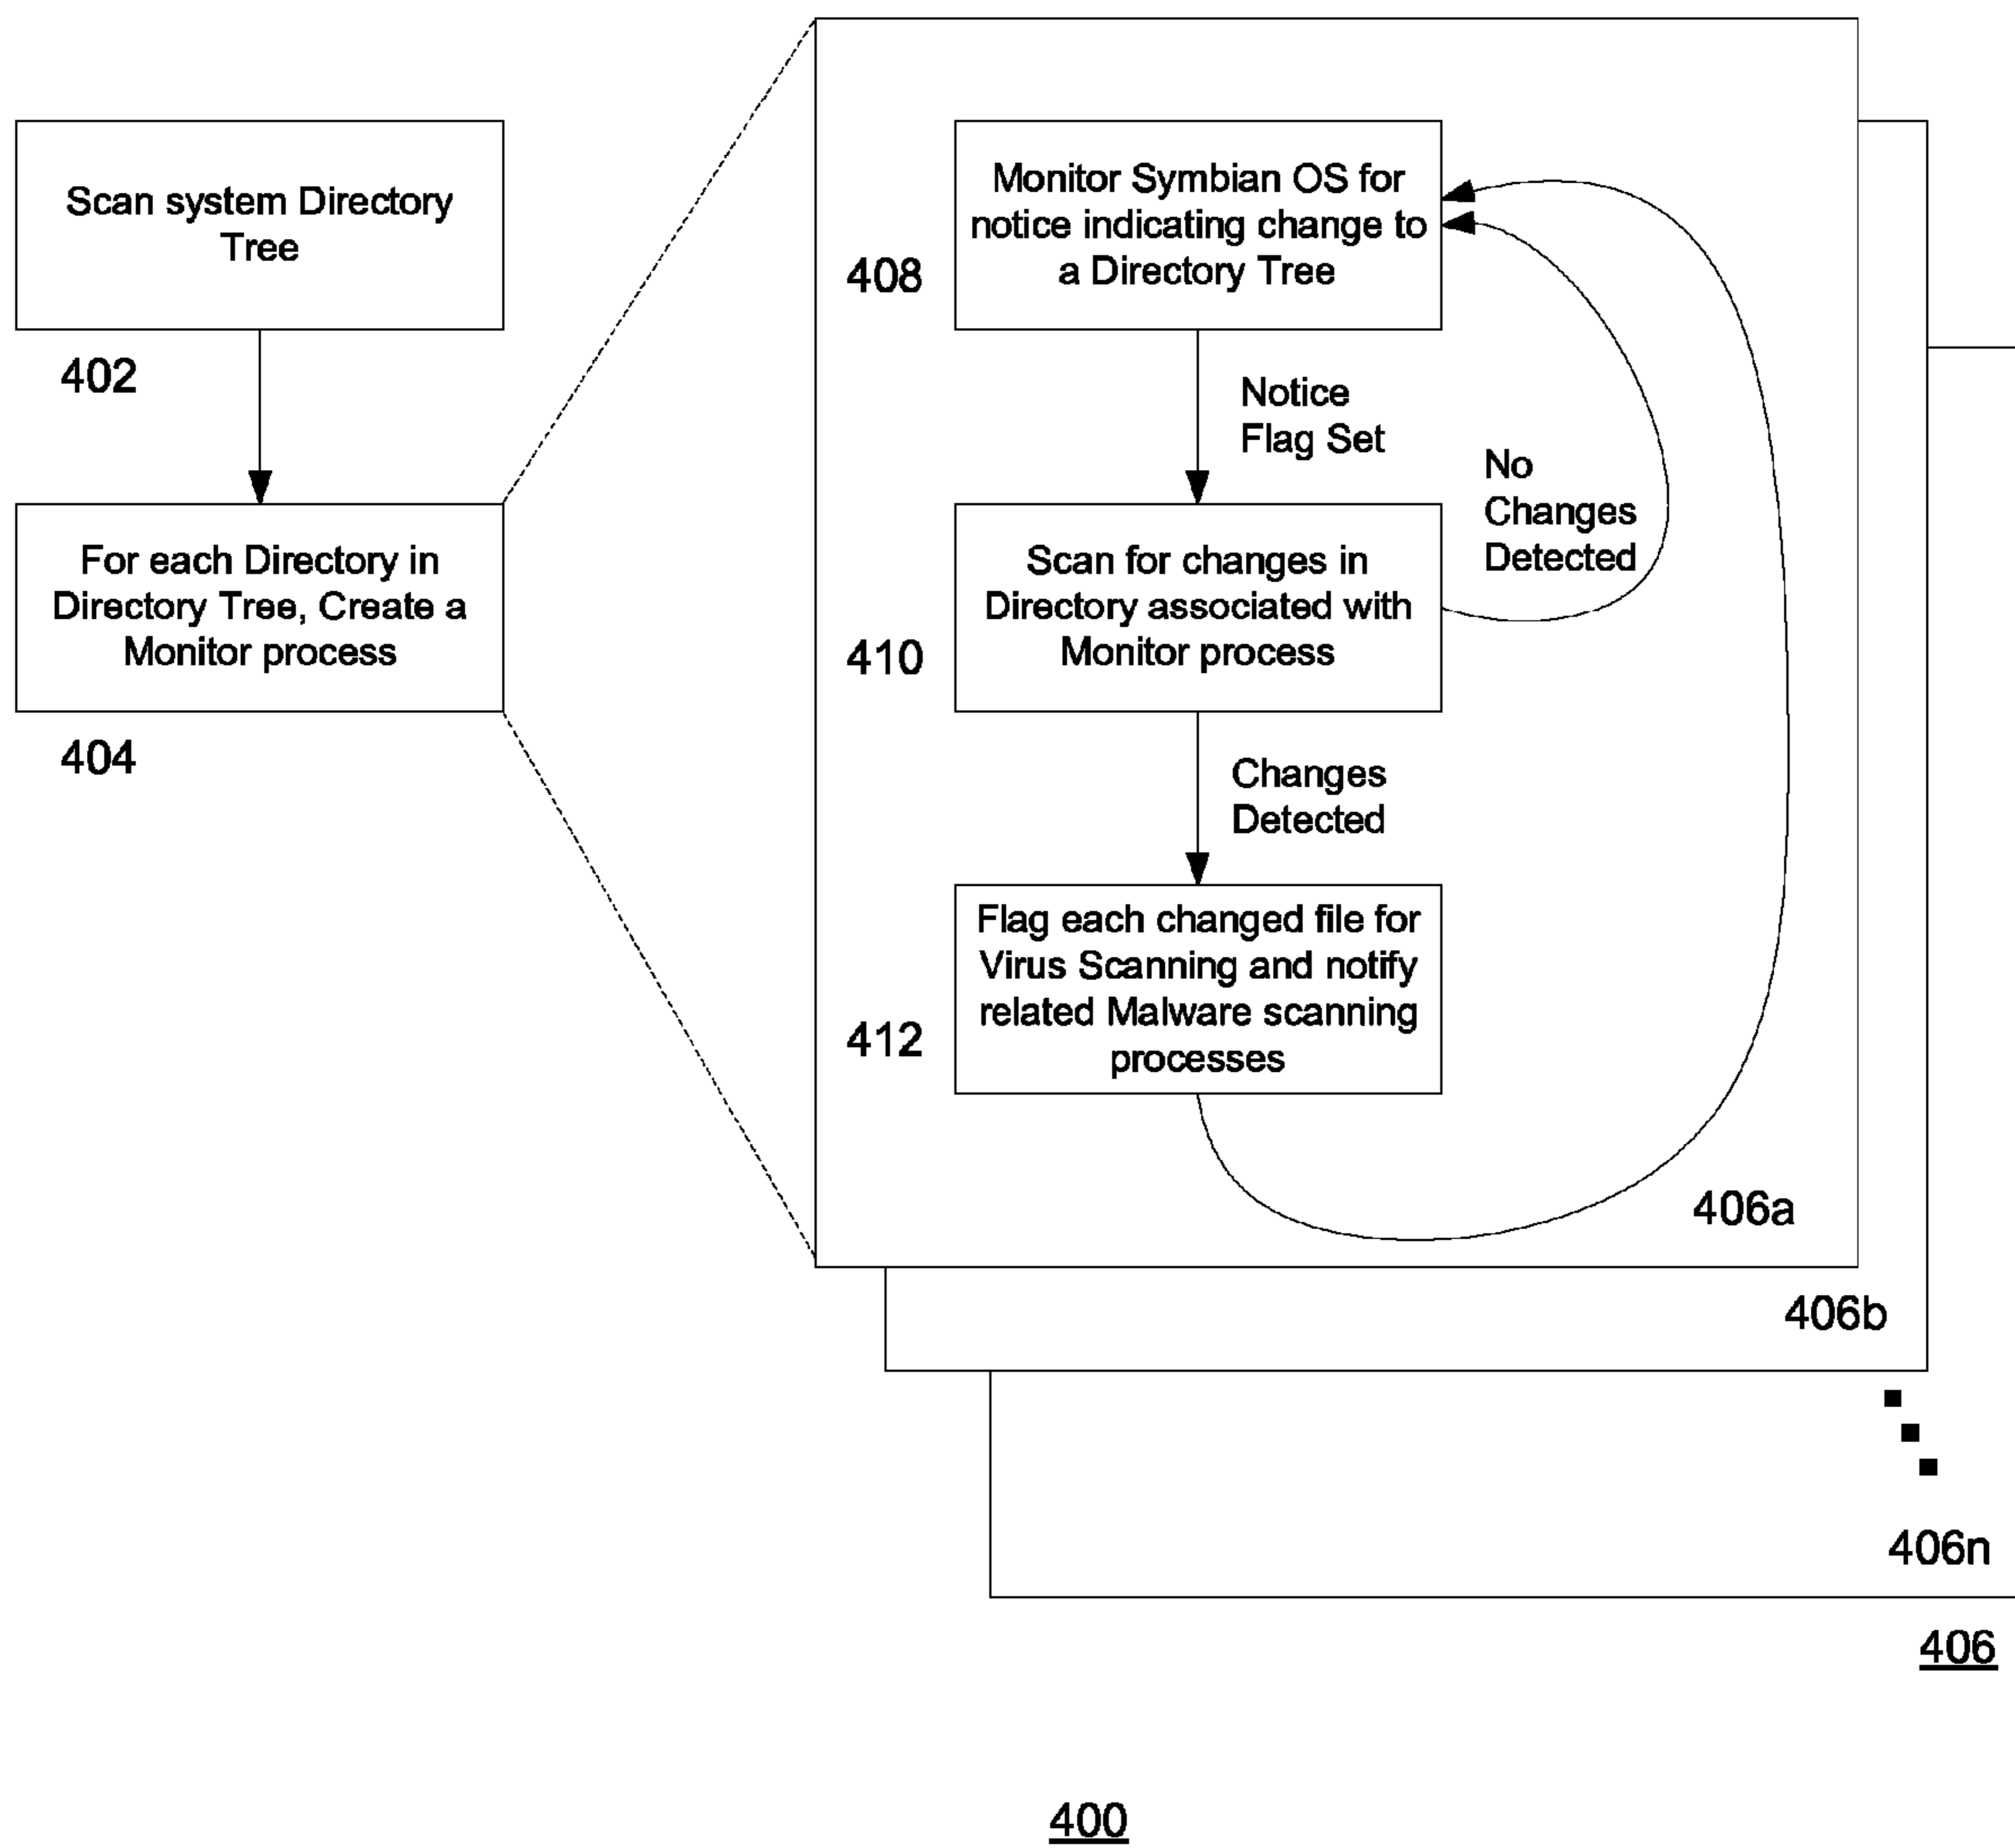 Scan system Directory
Tree
402
For each Directory in
Directory Tree, Create a
Monitor process
404
Monitor Symbian OS for
notice indicating change to
a Directory Tree
408
Notice
Flag Set
No
Changes
Detected
Scan for changes in
Directory associated with
Monitor process
410
Changes
Detected
Flag each changed file for
Virus Scanning and notify
related Malware scanning
processes
412
406a
406b
406n
406
400